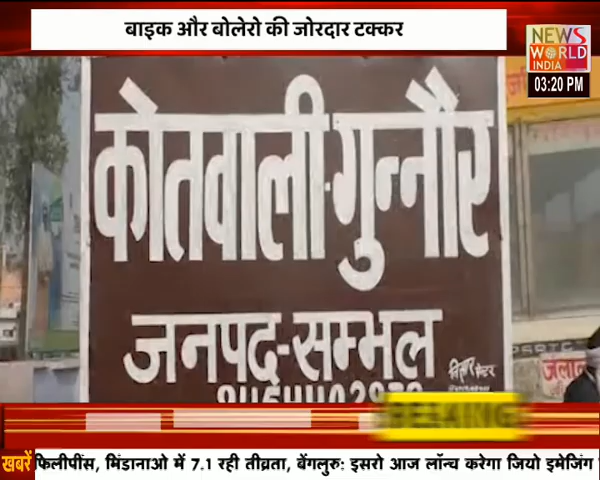 बाइक और बोलेरो की जोरदार टक्कर
NEWS
WORLD
INDIA
03:20 PM
कोतवाली-गुन्नौर
जनपद-सम्भल
BREAKING
खबरें फिलीपींस, मिंडानाओ में 7.1 रही तीव्रता, बेंगलुरु: इसरो आज लॉन्च करेगा जियो इमेजिंग